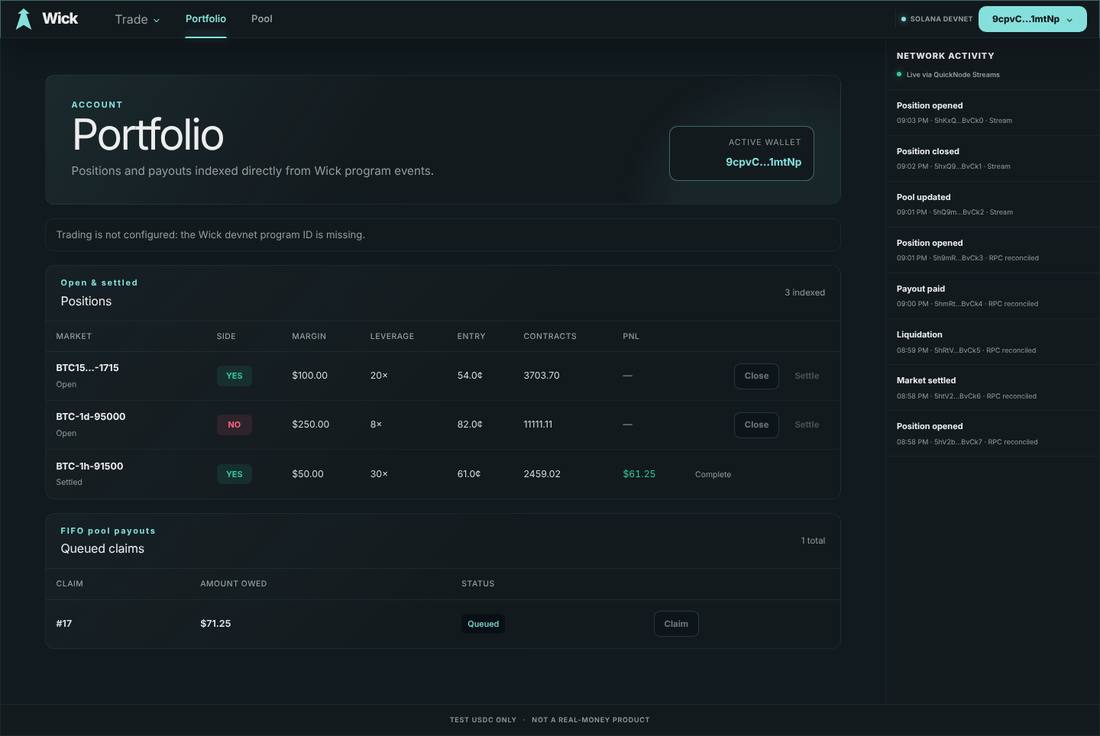 Wick
Trade
Portfolio
Pool
SOLANA DEVNET
9cpvC...1mtNp
ACCOUNT
Portfolio
Positions and payouts indexed directly from Wick program events.
ACTIVE WALLET
9cpvC...1mtNp
Trading is not configured: the Wick devnet program ID is missing.
Open & settled
Positions
3 indexed
MARKET SIDE MARGIN LEVERAGE ENTRY CONTRACTS PNL
BTC15...-1715
Open
YES $100.00 20× 54.0¢ 3703.70 — Close Settle
BTC-1d-95000
Open
NO $250.00 8× 82.0¢ 11111.11 — Close Settle
BTC-1h-91500
Settled
YES $50.00 30× 61.0¢ 2459.02 $61.25 Complete
FIFO pool payouts
Queued claims
1 total
CLAIM AMOUNT OWED STATUS
#17 $71.25 Queued Claim
NETWORK ACTIVITY
Live via QuickNode Streams
Position opened
09:03 PM · 5hKxQ...BvCk0 · Stream
Position closed
09:02 PM · 5hxQ9...BvCk1 · Stream
Pool updated
09:01 PM · 5hQ9m...BvCk2 · Stream
Position opened
09:01 PM · 5h9mR...BvCk3 · RPC reconciled
Payout paid
09:00 PM · 5hmRt...BvCk4 · RPC reconciled
Liquidation
08:59 PM · 5hRtV...BvCk5 · RPC reconciled
Market settled
08:58 PM · 5htV2...BvCk6 · RPC reconciled
Position opened
08:58 PM · 5hV2b...BvCk7 · RPC reconciled
TEST USDC ONLY · NOT A REAL-MONEY PRODUCT